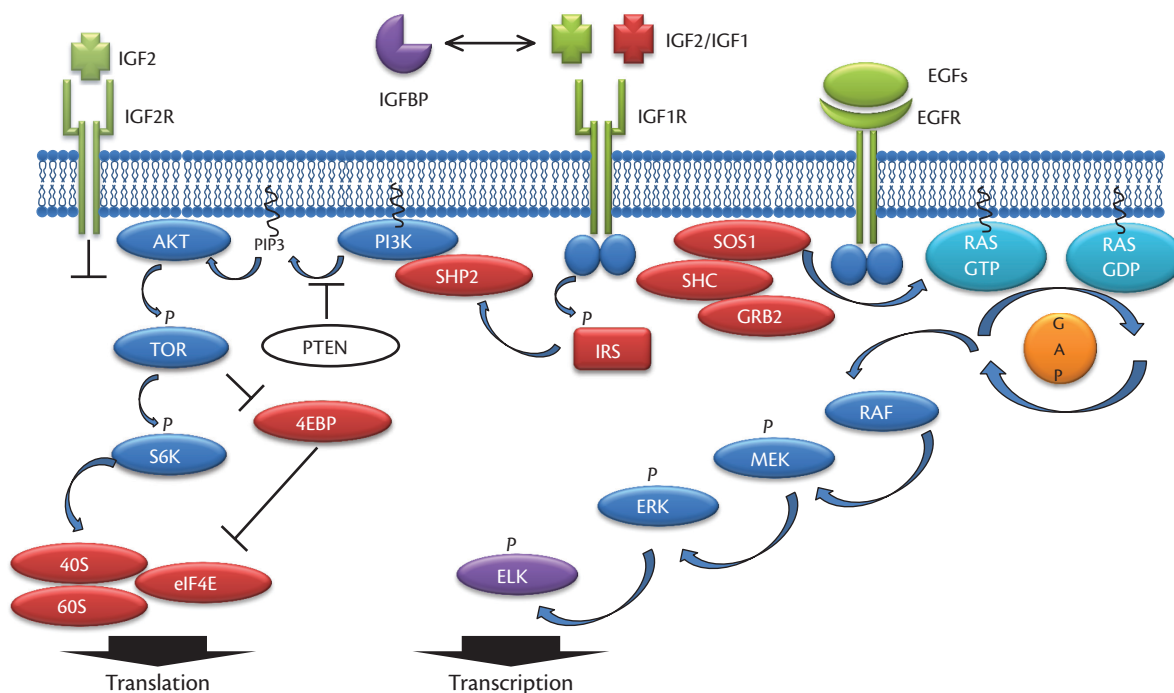 IGF2
IGF2R
IGFBP
IGF2/IGF1
IGF1R
EGFs
EGFR
AKT
PIP3
PI3K
SHP2
SOS1
SHC
GRB2
RAS
GTP
RAS
GDP
P
TOR
PTEN
P
IRS
G
A
P
4EBP
P
S6K
RAF
P
MEK
P
ERK
40S
60S
eIF4E
P
ELK
Translation
Transcription